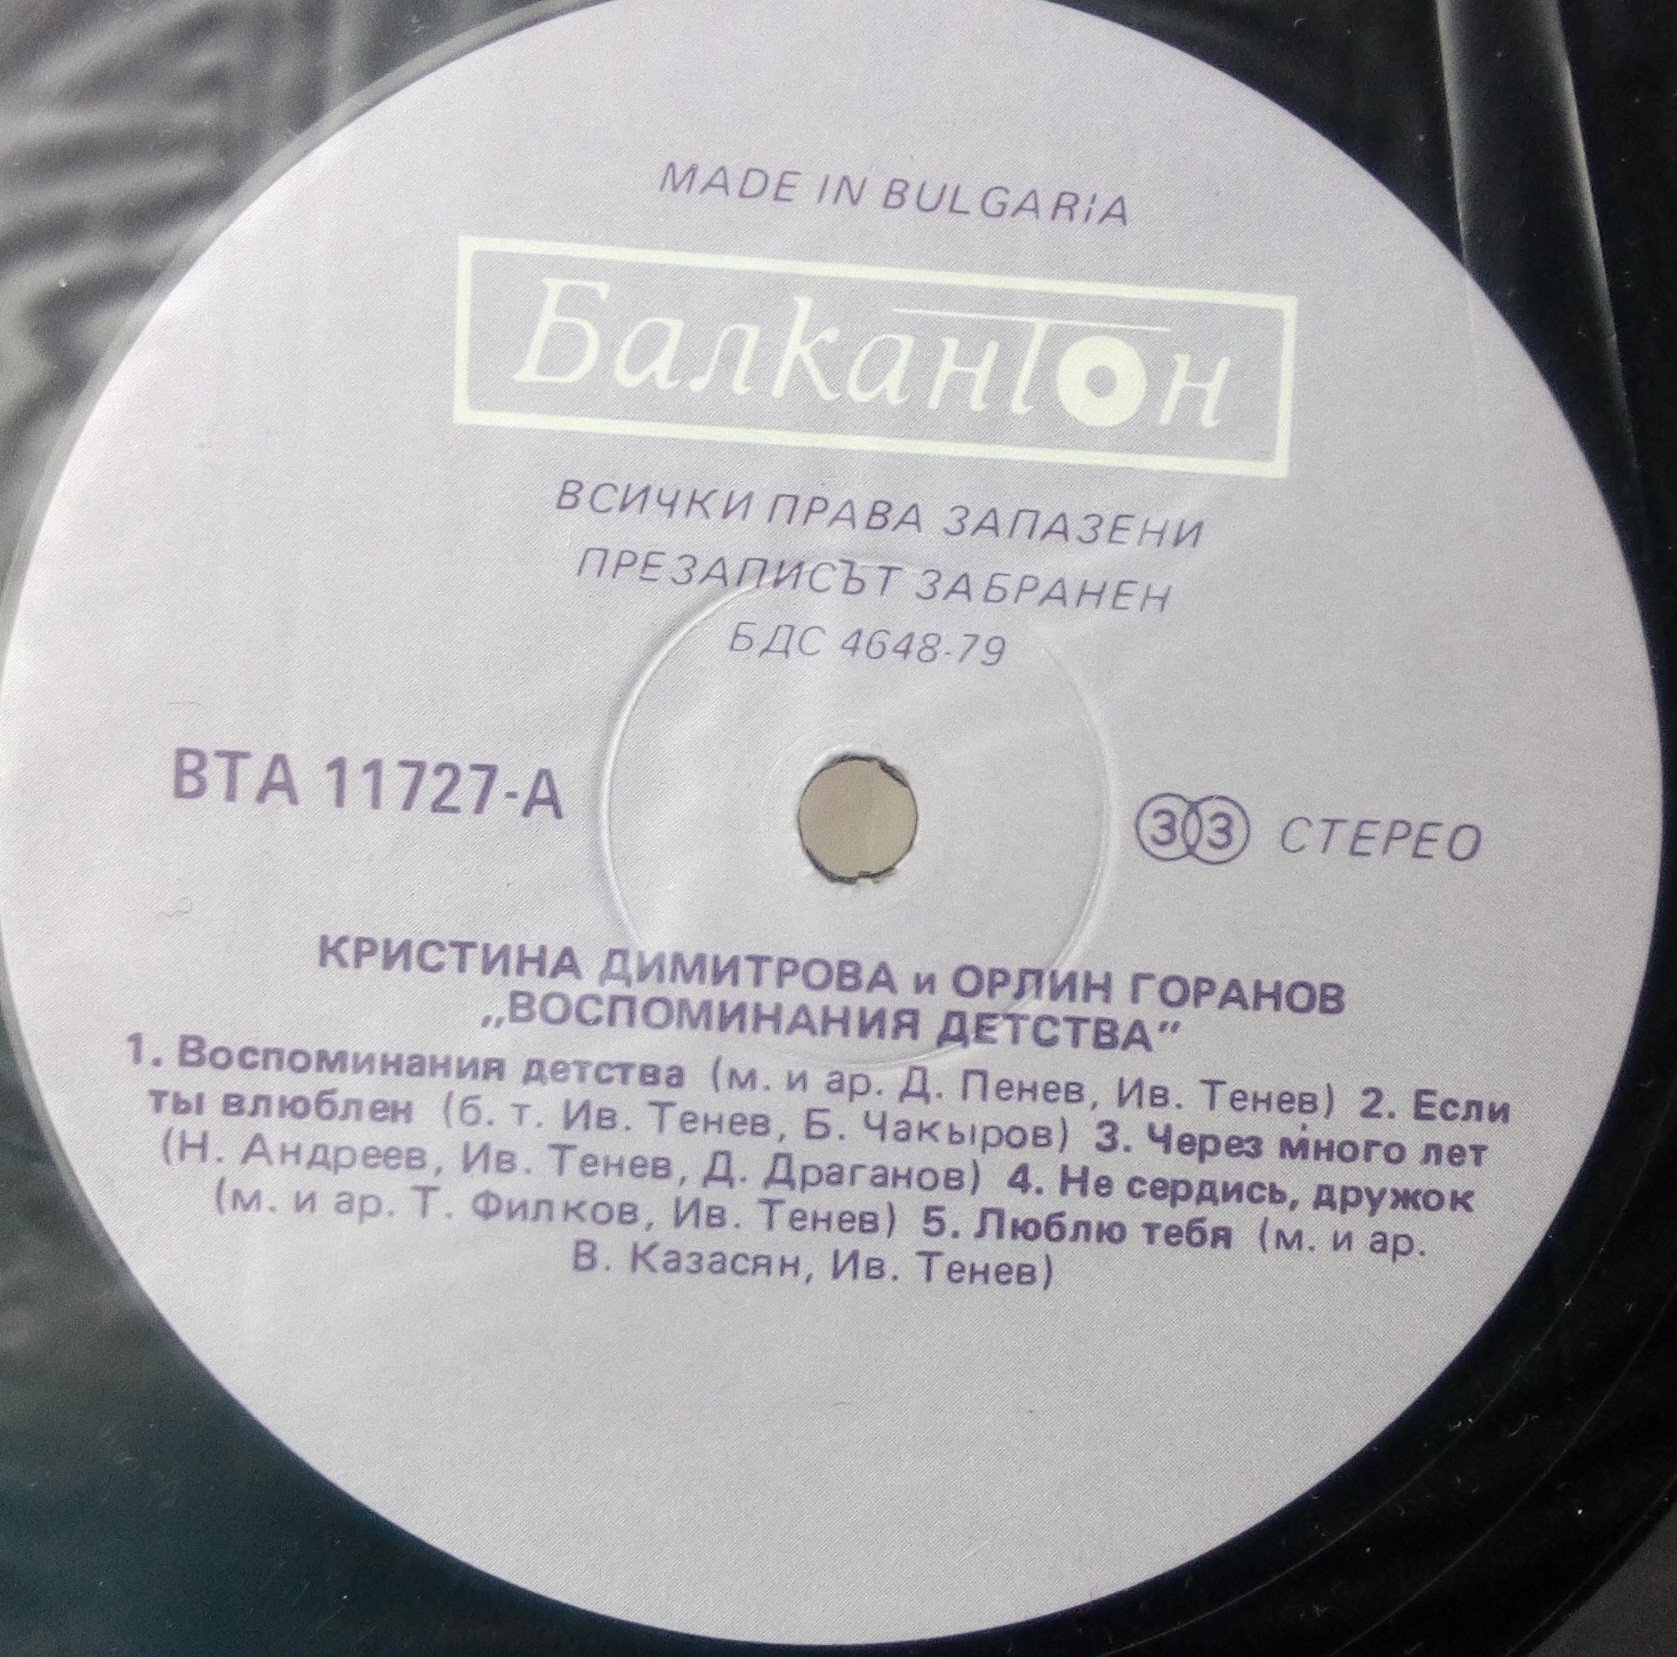 MADE IN BULGARIA
Балкантон
ВСИЧКИ ПРАВА ЗАПАЗЕНИ
ПРЕЗАПИСЪТ ЗАБРАНЕН
БДС 4648-79
ВТА 11727-А
33 СТЕРЕО
КРИСТИНА ДИМИТРОВА и ОРЛИН ГОРАНОВ
„ВОСПОМИНАНИЯ ДЕТСТВА”
1. Воспоминания детства (м. и ар. Д. Пенев, Ив. Тенев) 2. Если
ты влюблен (б. т. Ив. Тенев, Б. Чакыров) 3. Через много лет
(Н. Андреев, Ив. Тенев, Д. Драганов) 4. Не сердись, дружок
(м. и ар. Т. Филков, Ив. Тенев) 5. Люблю тебя (м. и ар.
В. Казасян, Ив. Тенев)